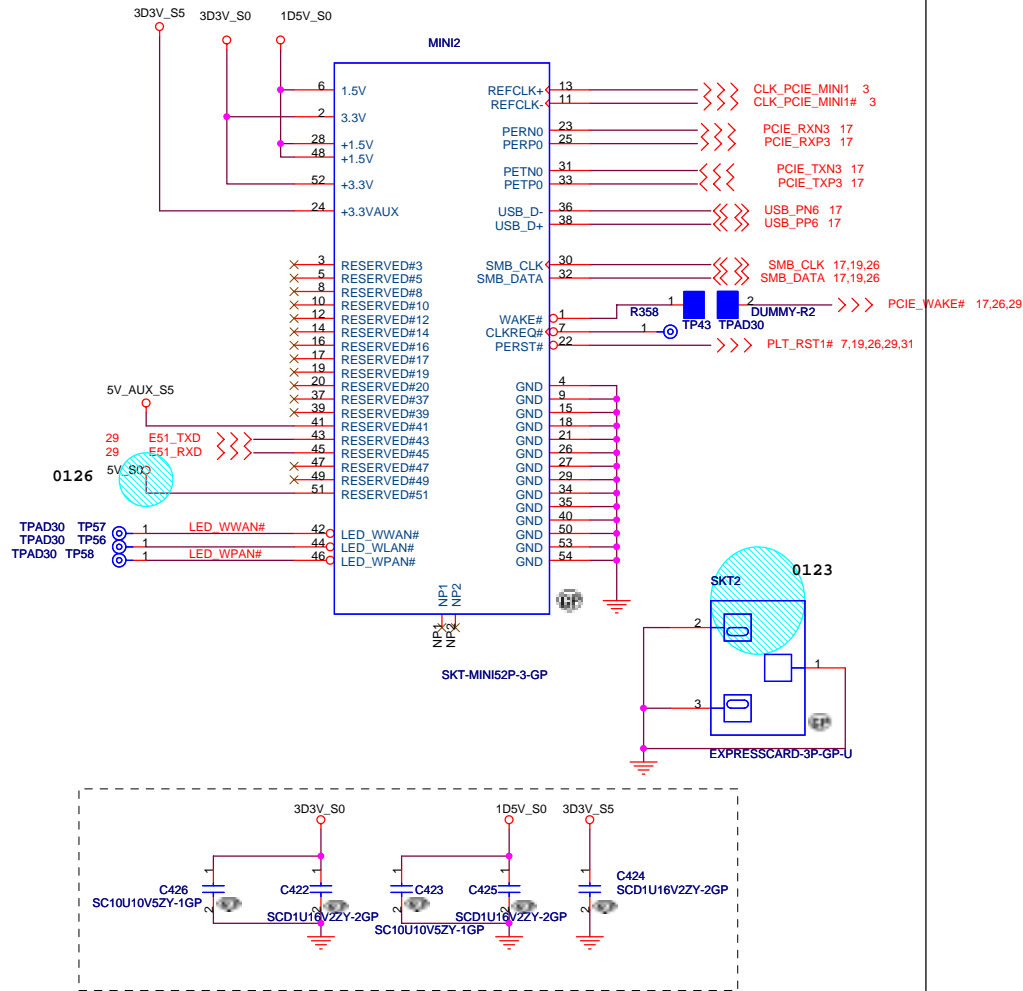 3D3V_S5 3D3V_S0 1D5V_S0
MINI2
6 1.5V
2 3.3V
28 +1.5V
48 +1.5V
52 +3.3V
24 +3.3VAUX
3 RESERVED#3
5 RESERVED#5
8 RESERVED#8
10 RESERVED#10
12 RESERVED#12
14 RESERVED#14
16 RESERVED#16
17 RESERVED#17
19 RESERVED#19
20 RESERVED#20
37 RESERVED#37
39 RESERVED#39
5V_AUX_S5
41 RESERVED#41
29 E51_TXD 43 RESERVED#43
29 E51_RXD 45 RESERVED#45
47 RESERVED#47
0126 5V_S0
49 RESERVED#49
51 RESERVED#51
TPAD30 TP57 1 LED_WWAN# 42 LED_WWAN#
TPAD30 TP56 1 44 LED_WLAN#
TPAD30 TP58 1 LED_WPAN# 46 LED_WPAN#
REFCLK+ 13 CLK_PCIE_MINI1 3
REFCLK- 11 CLK_PCIE_MINI1# 3
PERN0 23 PCIE_RXN3 17
PERP0 25 PCIE_RXP3 17
PETN0 31 PCIE_TXN3 17
PETP0 33 PCIE_TXP3 17
USB_D- 36 USB_PN6 17
USB_D+ 38 USB_PP6 17
SMB_CLK 30 SMB_CLK 17,19,26
SMB_DATA 32 SMB_DATA 17,19,26
WAKE# 1 R358 1 2 DUMMY-R2 PCIE_WAKE# 17,26,29
CLKREQ# 7 1 TP43 TPAD30
PERST# 22 PLT_RST1# 7,19,26,29,31
GND 4
GND 9
GND 15
GND 18
GND 21
GND 26
GND 27
GND 29
GND 34
GND 35
GND 40
GND 50
GND 53
GND 54
NP1 NP2
NP1 NP2
GP
SKT-MINI52P-3-GP
SKT2 0123
2
1
3
GP
EXPRESSCARD-3P-GP-U
3D3V_S0 1D5V_S0 3D3V_S5
1 1 1 1 1
C426 C422 C423 C425 C424
SC10U10V5ZY-1GP SCD1U16V2ZY-2GP SC10U10V5ZY-1GP SCD1U16V2ZY-2GP SCD1U16V2ZY-2GP
2 2 2 2 2